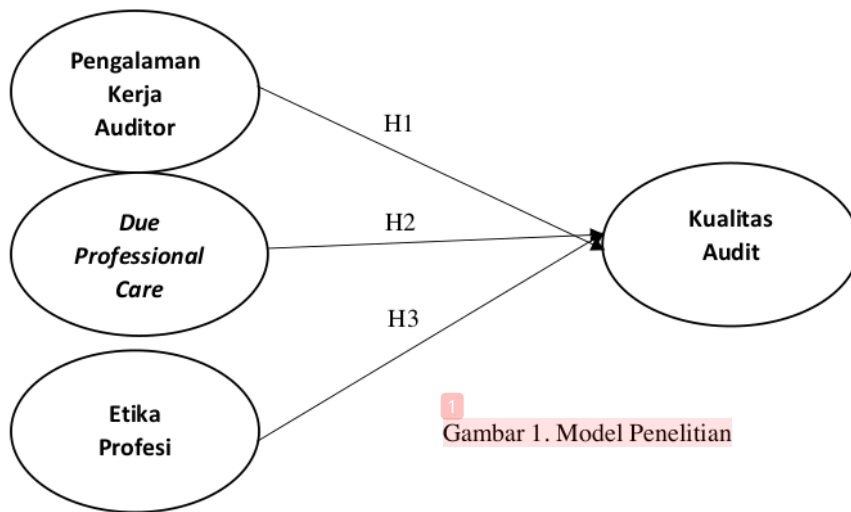 Pengalaman
Kerja
Auditor
H1
Due
Professional
Care
H2
Kualitas
Audit
H3
Etika
Profesi
1
Gambar 1. Model Penelitian